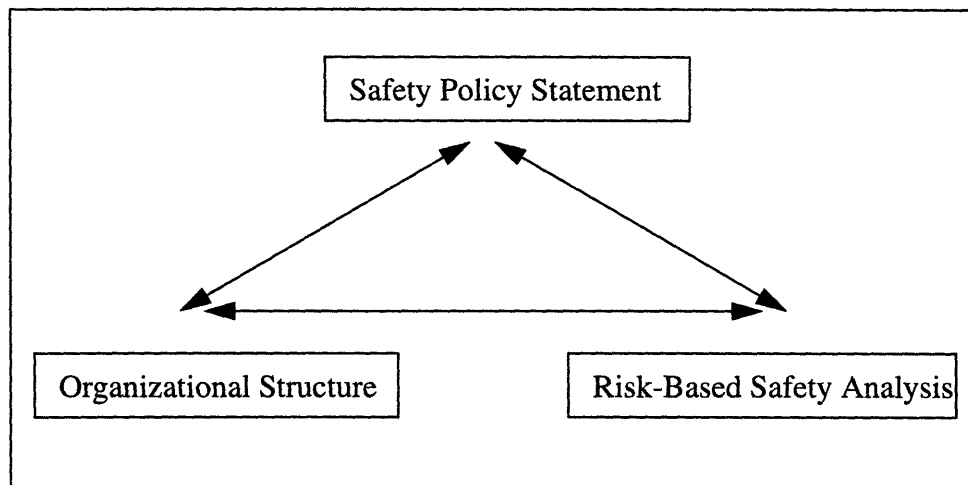 Safety Policy Statement
Organizational Structure
Risk-Based Safety Analysis